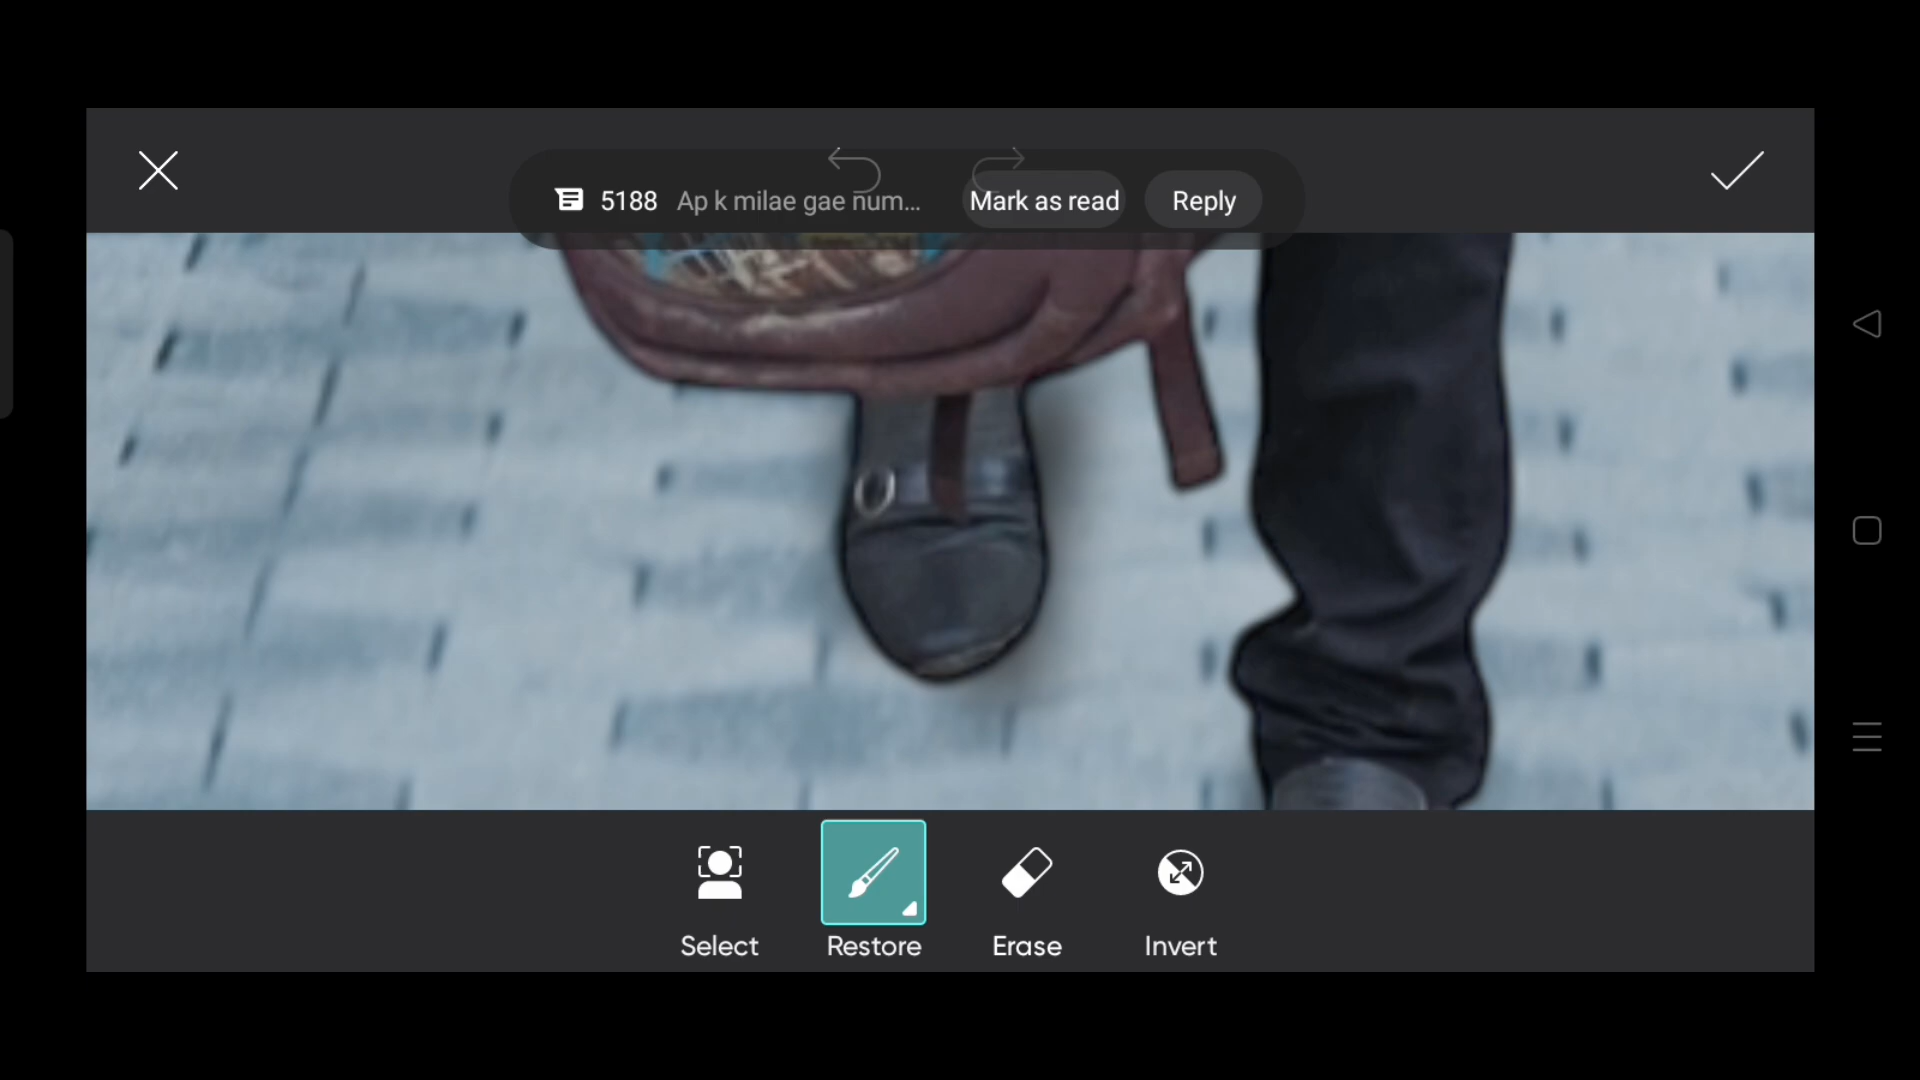 5188 Ap k milae gae num... Mark as read Reply
Select Restore Erase Invert